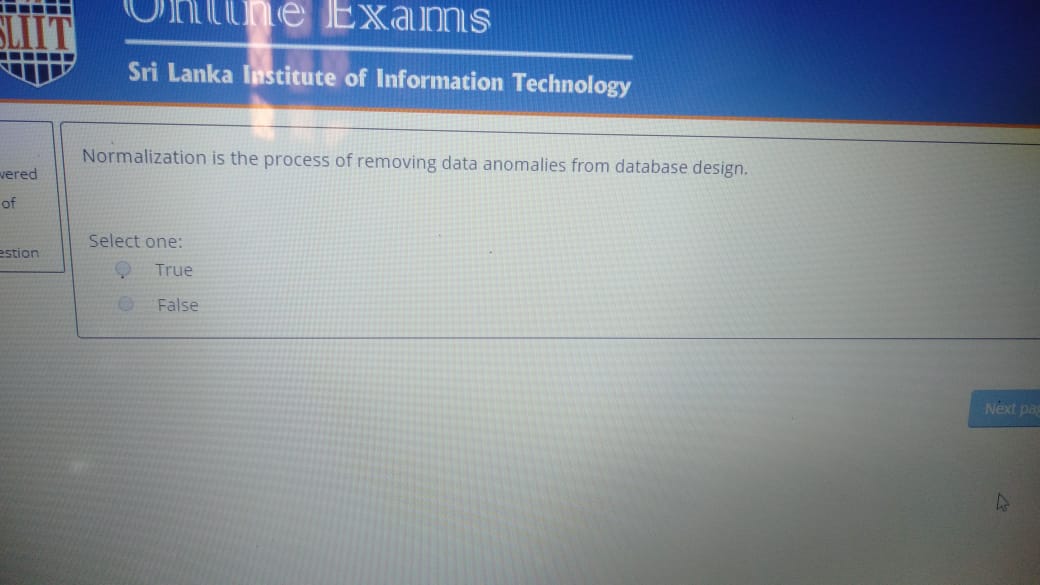 SLIIT
Online Exams
Sri Lanka Institute of Information Technology
vered
of
estion
Normalization is the process of removing data anomalies from database design.
Select one:
True
False
Next pag